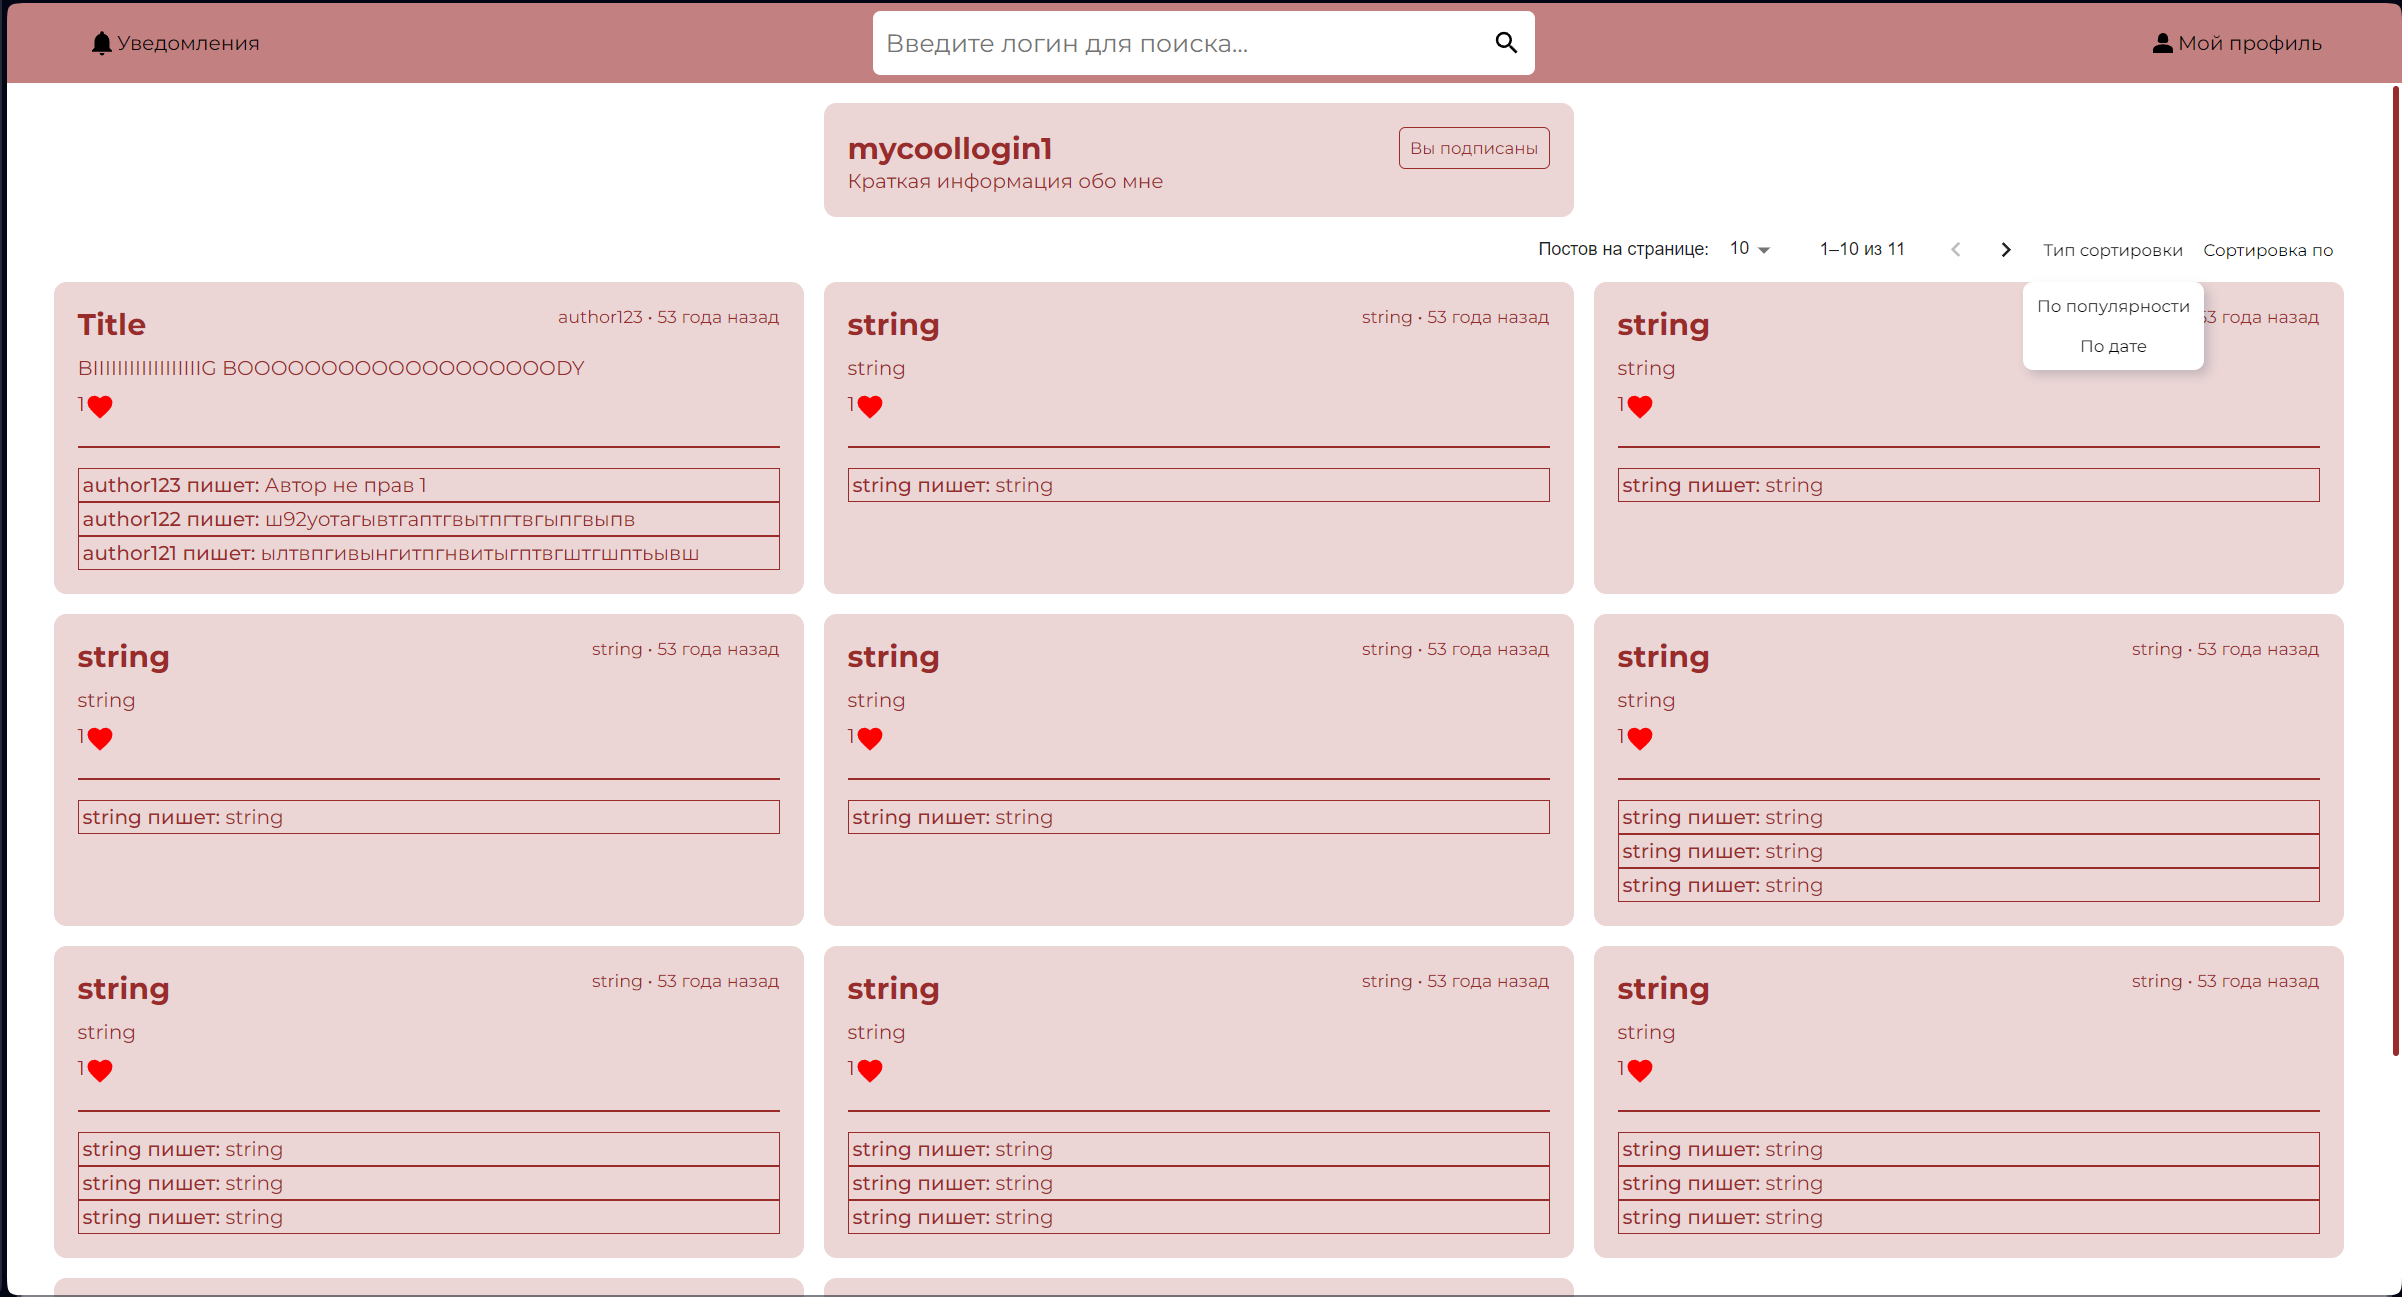 Уведомления
Введите логин для поиска...
Мой профиль
mycoollogin1
Вы подписаны
Краткая информация обо мне
Постов на странице: 10 1–10 из 11 Тип сортировки Сортировка по
По популярности
По дате
Title author123 • 53 года назад
BIIIIIIIIIIIIIIIIIIG BOOOOOOOOOOOOOOOOOOODY
1
author123 пишет: Автор не прав 1
author122 пишет: ш92уотагывтгаптгвытпгтвгыпгвыпв
author121 пишет: ылтвпгивынгитпгнвитыгптвгштгшптьывш
string string • 53 года назад
string
1
string пишет: string
string 53 года назад
string
1
string пишет: string
string string • 53 года назад
string
1
string пишет: string
string string • 53 года назад
string
1
string пишет: string
string string • 53 года назад
string
1
string пишет: string
string пишет: string
string пишет: string
string string • 53 года назад
string
1
string пишет: string
string пишет: string
string пишет: string
string string • 53 года назад
string
1
string пишет: string
string пишет: string
string пишет: string
string string • 53 года назад
string
1
string пишет: string
string пишет: string
string пишет: string